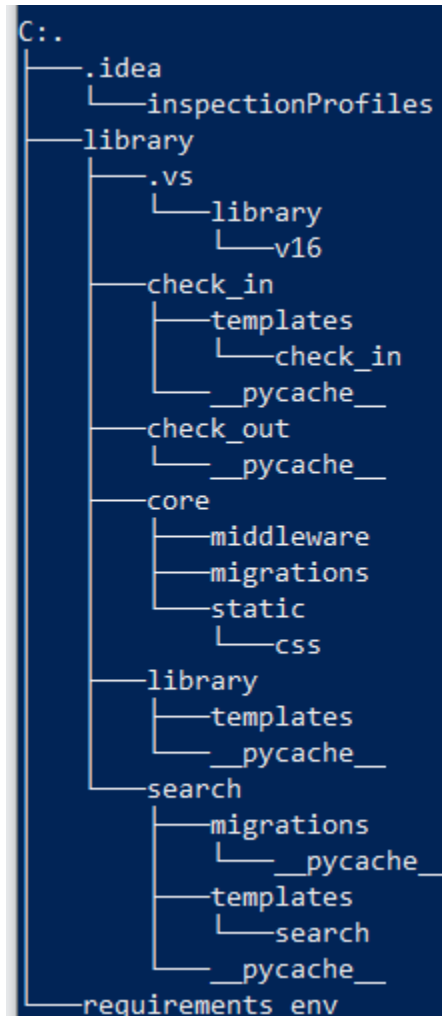 C:.
├───.idea
│   └───inspectionProfiles
├───library
│   ├───.vs
│   │   └───library
│   │       └───v16
│   ├───check_in
│   │   ├───templates
│   │   │   └───check_in
│   │   └───__pycache__
│   ├───check_out
│   │   └───__pycache__
│   ├───core
│   │   ├───middleware
│   │   ├───migrations
│   │   └───static
│   │       └───css
│   ├───library
│   │   ├───templates
│   │   └───__pycache__
│   └───search
│       ├───migrations
│       │   └───__pycache__
│       ├───templates
│       │   └───search
│       └───__pycache__
└───requirements_env